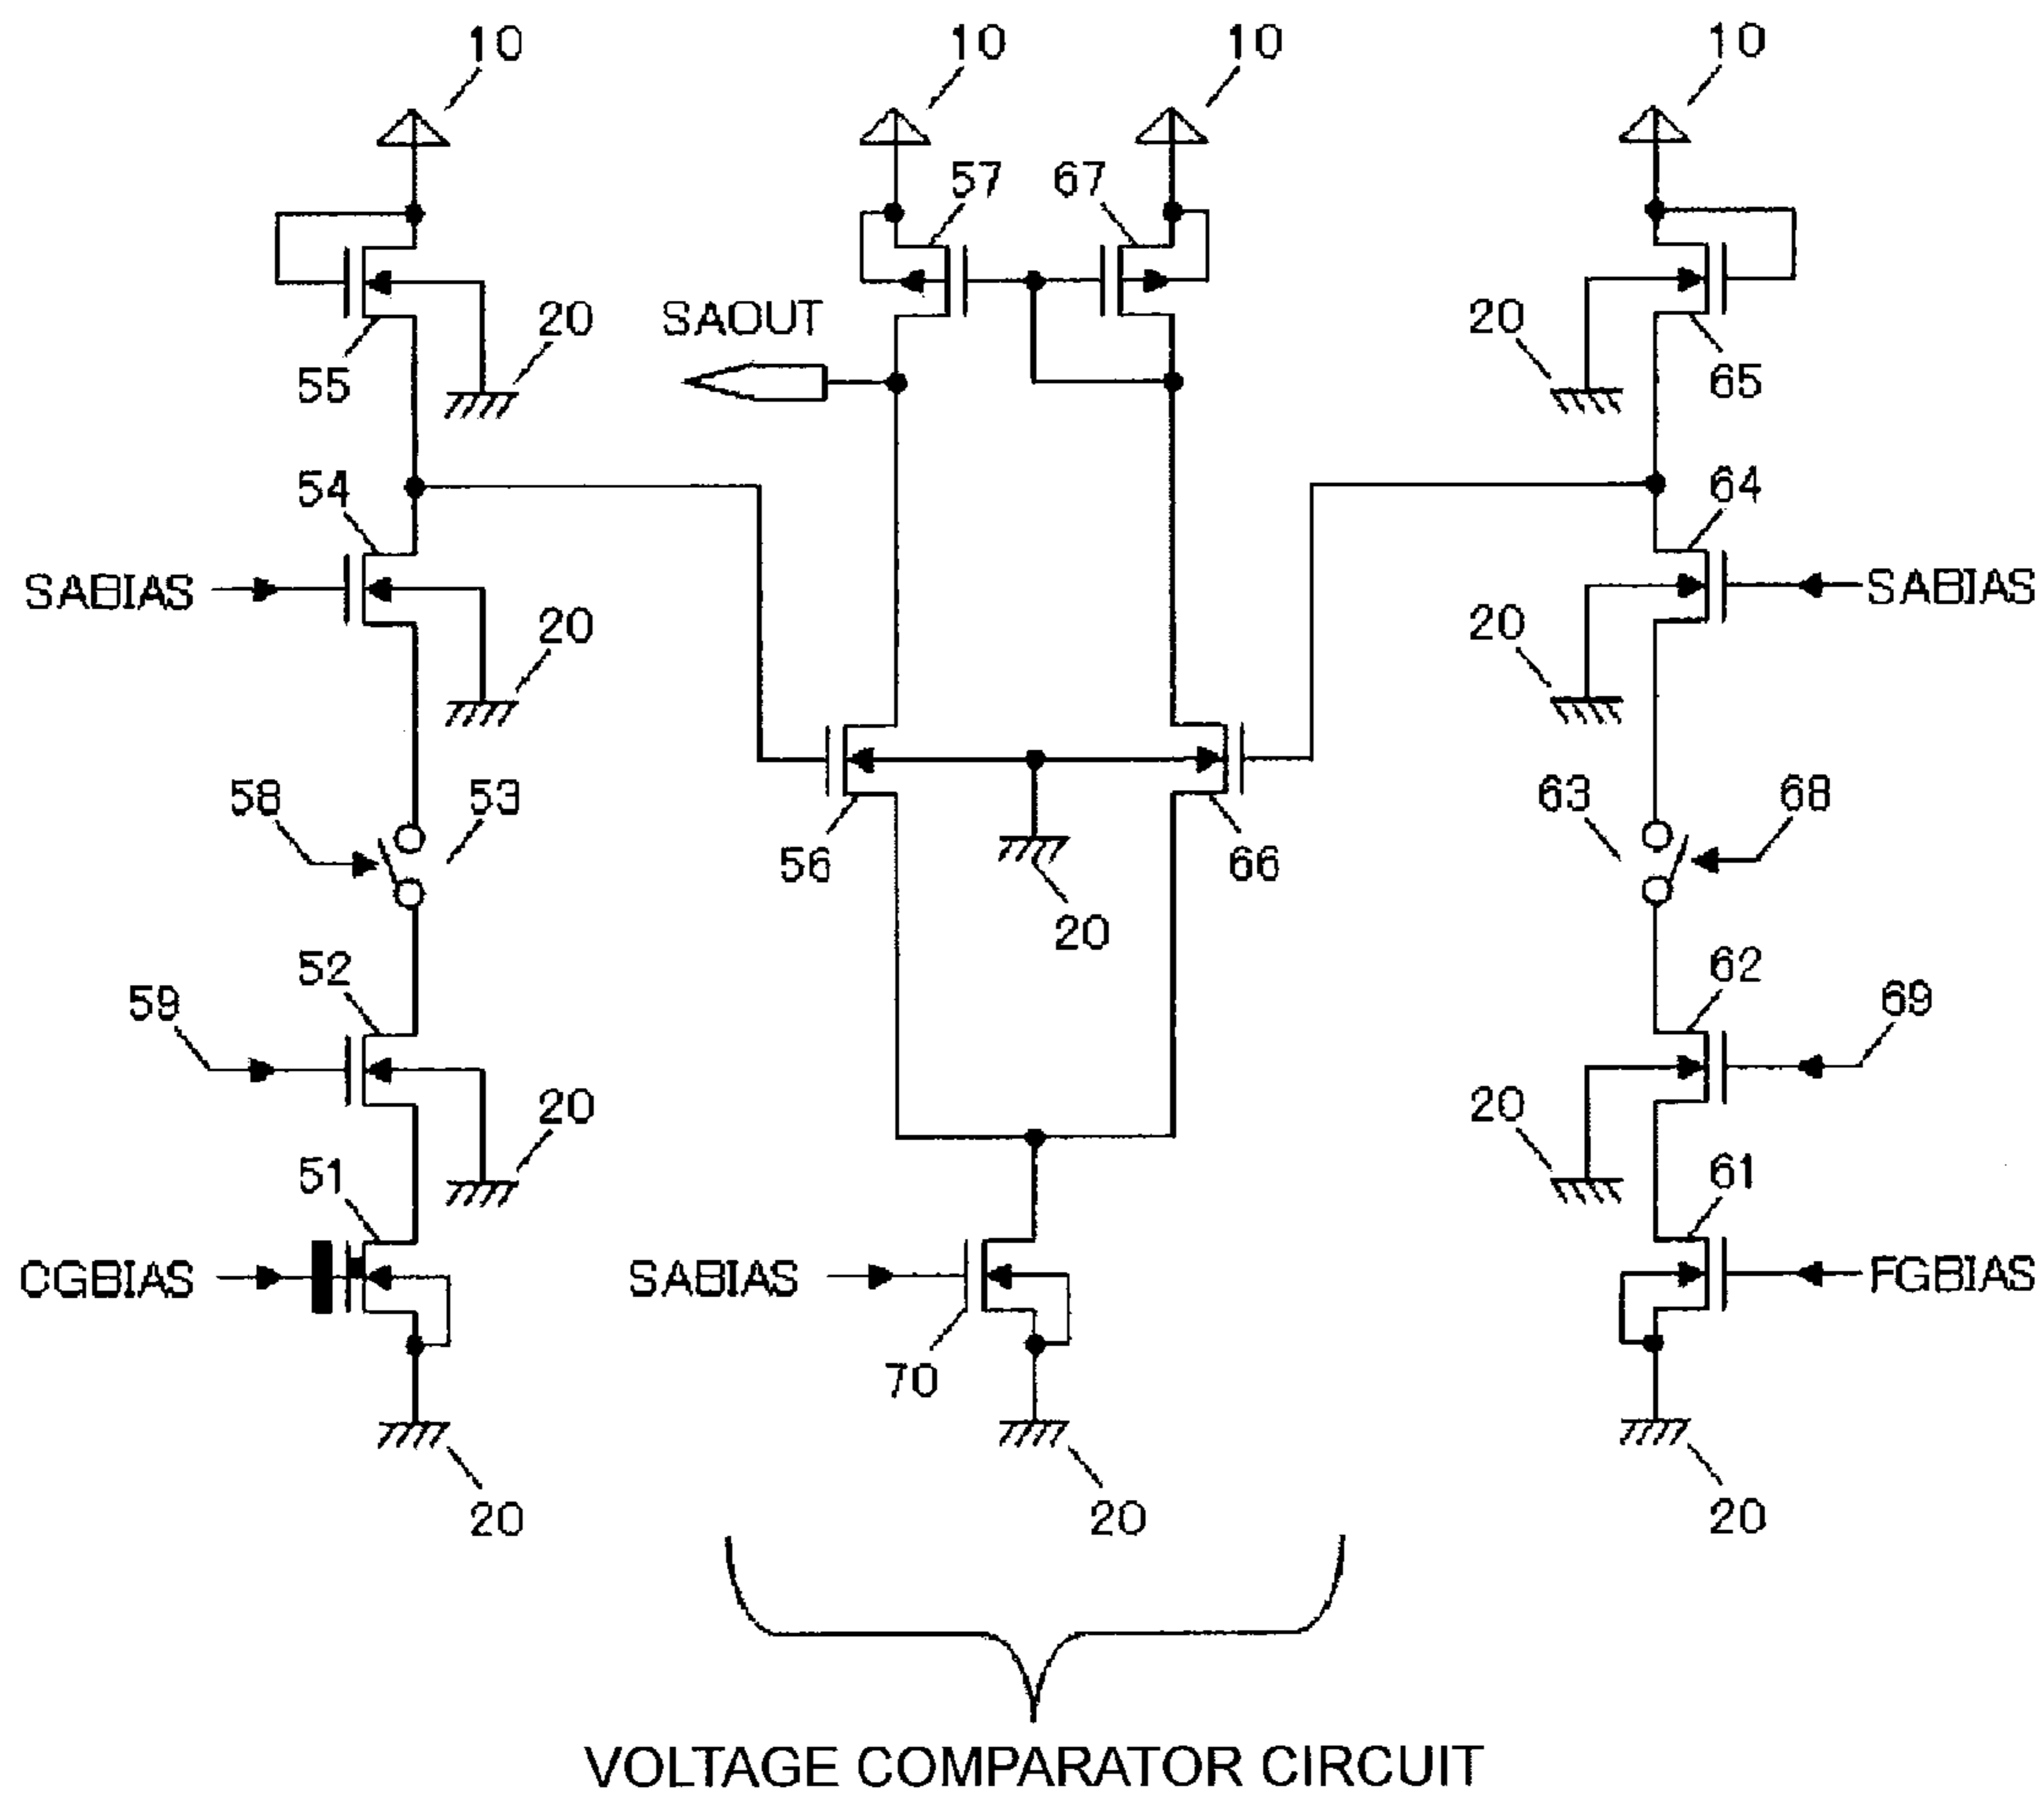 10 10 10 10
57 67
20 SAOUT 20
55 65
54 64
SABIAS SABIAS
20 20
58 53 63 68
56 66
20
52 62
59 69
20 20
51 61
CGBIAS SABIAS FGBIAS
70
20 20 20
VOLTAGE COMPARATOR CIRCUIT